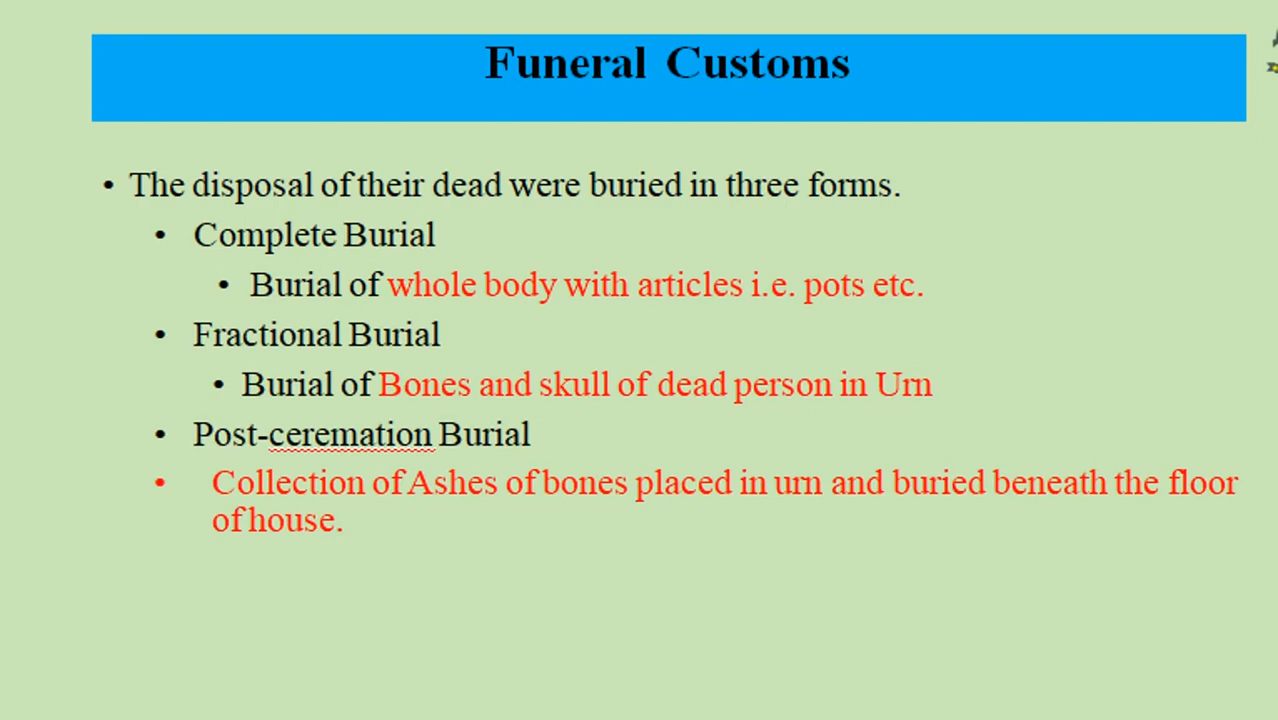 Funeral Customs
• The disposal of their dead were buried in three forms.
• Complete Burial
• Burial of whole body with articles i.e. pots etc.
• Fractional Burial
• Burial of Bones and skull of dead person in Urn
• Post-ceremation Burial
• Collection of Ashes of bones placed in urn and buried beneath the floor
of house.